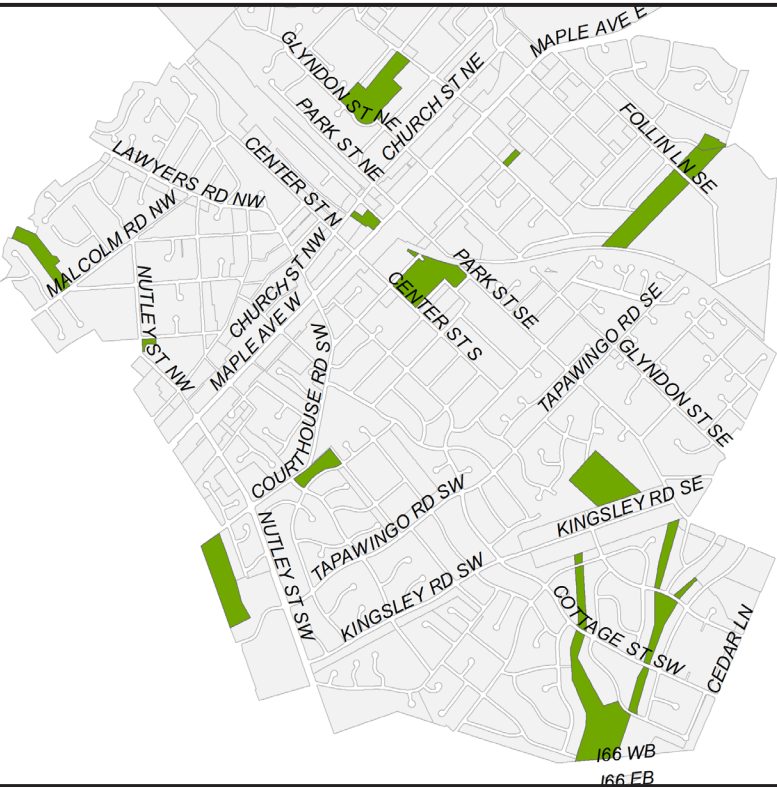 MAPLE AVE E
GLYNDON ST NE
CHURCH ST NE
PARK ST NE
FOLLIN LN SE
CENTER ST N
LAWYERS RD NW
MALCOLM RD NW
CHURCH ST NW
PARK ST SE
CENTER ST S
NUTLEY ST NW
MAPLE AVE W
TAPAWINGO RD SE
GLYNDON ST SE
COURTHOUSE RD SW
TAPAWINGO RD SW
KINGSLEY RD SE
NUTLEY ST SW
KINGSLEY RD SW
COTTAGE ST SW
CEDAR LN
I66 WB
I66 EB